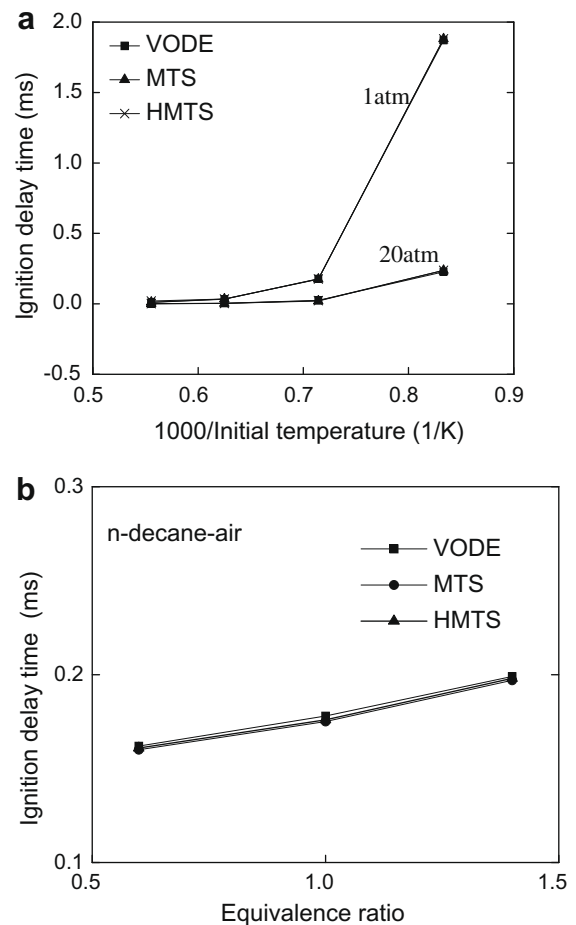 a
VODE
MTS
HMTS
1atm
20atm
2.0
1.5
1.0
0.5
0.0
-0.5
0.5
0.6
0.7
0.8
0.9
Ignition delay time (ms)
1000/Initial temperature (1/K)
b
n-decane-air
VODE
MTS
HMTS
0.3
0.2
0.1
0.5
1.0
1.5
Ignition delay time (ms)
Equivalence ratio